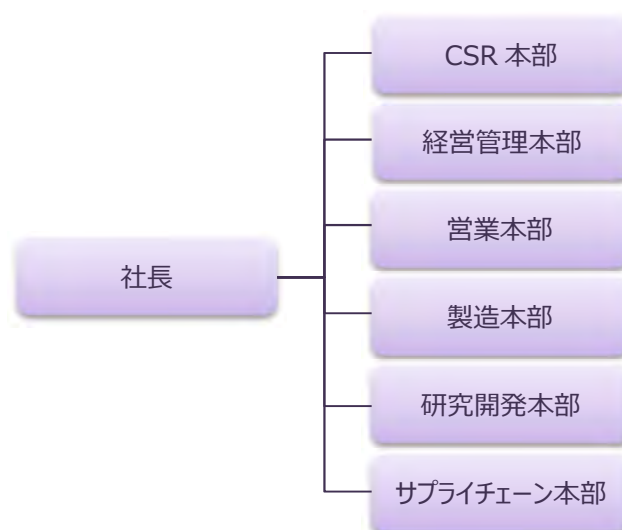 CSR 本部
経営管理本部
営業本部
社長
製造本部
研究開発本部
サプライチェーン本部